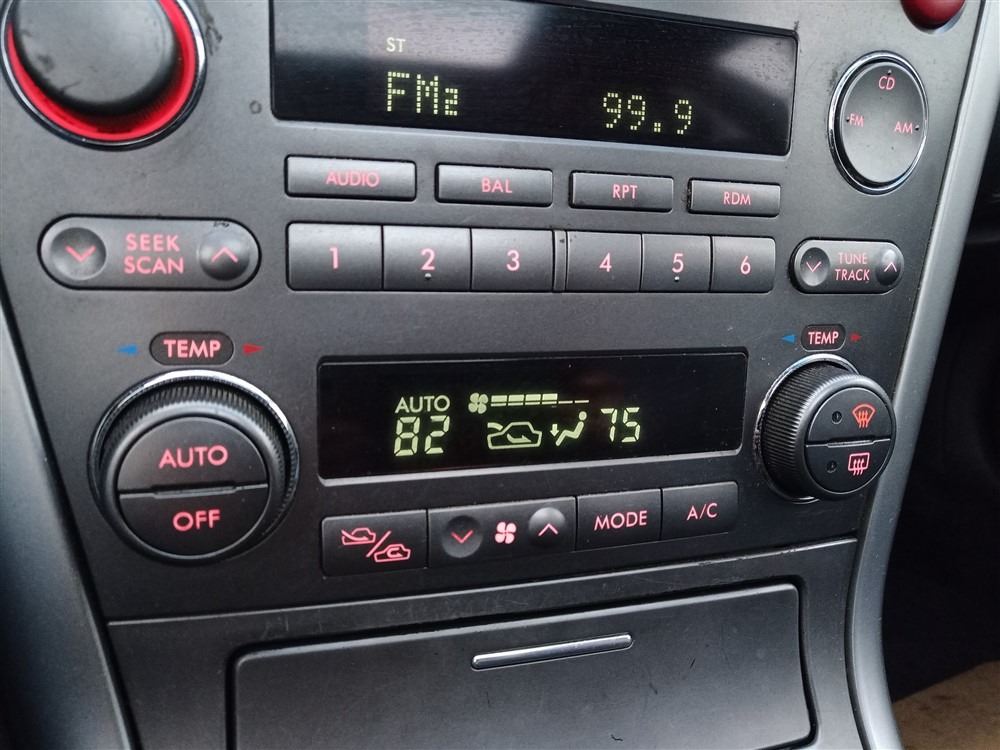 ST
FM2 99.9
CD
FM AM
AUDIO BAL RPT RDM
SEEK SCAN
1 2 3 4 5 6
TUNE TRACK
TEMP
TEMP
AUTO
82 75
AUTO
OFF
MODE A/C